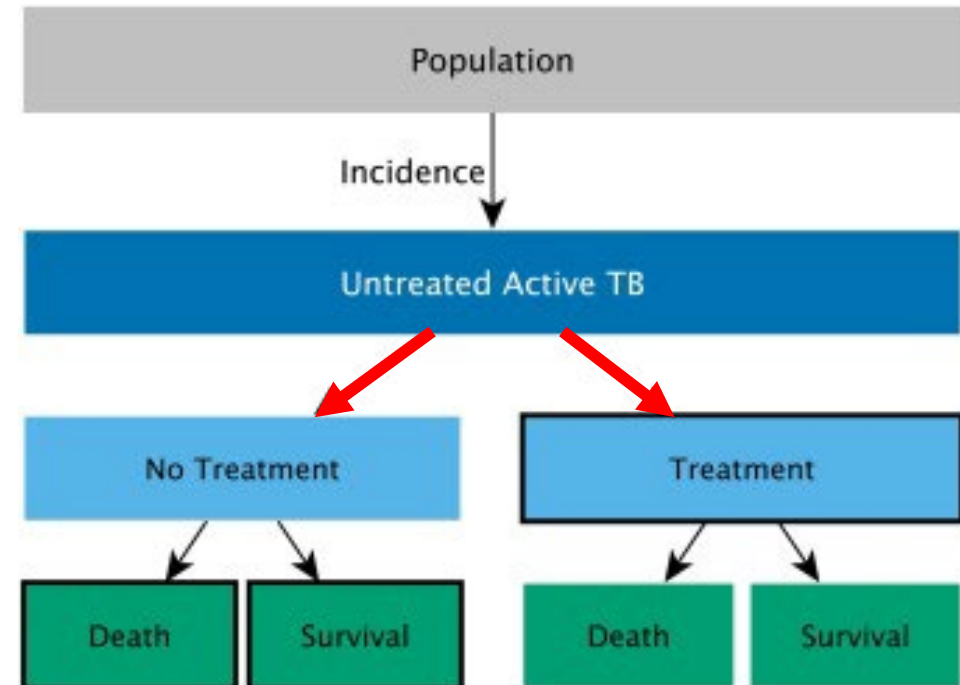 Population
Incidence
Untreated Active TB
No Treatment
Treatment
Death
Survival
Death
Survival